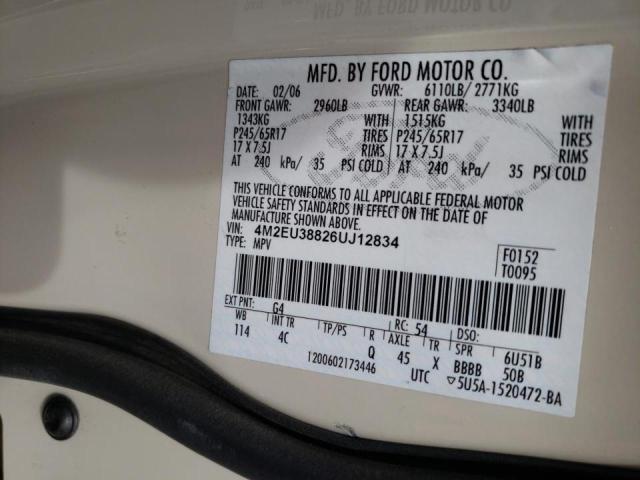 MFD. BY FORD MOTOR CO.
DATE: 02/06 GVWR: 6110LB/ 2771KG
FRONT GAWR: 2960LB REAR GAWR: 3340LB
1343KG WITH 1515KG WITH
P245/65R17 TIRES P245/65R17 TIRES
17 X 7.5J RIMS 17 X 7.5J RIMS
AT 240 kPa/ 35 PSI COLD AT 240 kPa/ 35 PSI COLD
THIS VEHICLE CONFORMS TO ALL APPLICABLE FEDERAL MOTOR
VEHICLE SAFETY STANDARDS IN EFFECT ON THE DATE OF
MANUFACTURE SHOWN ABOVE.
VIN: 4M2EU38826UJ12834
TYPE: MPV
F0152
T0095
EXT PNT: G4 RC: 54 DSO:
WB INT TR TP/PS R AXLE TR SPR 6U51B
114 4C Q 45 X BBBB 50B
1200602173446 UTC 5U5A-1520472-BA